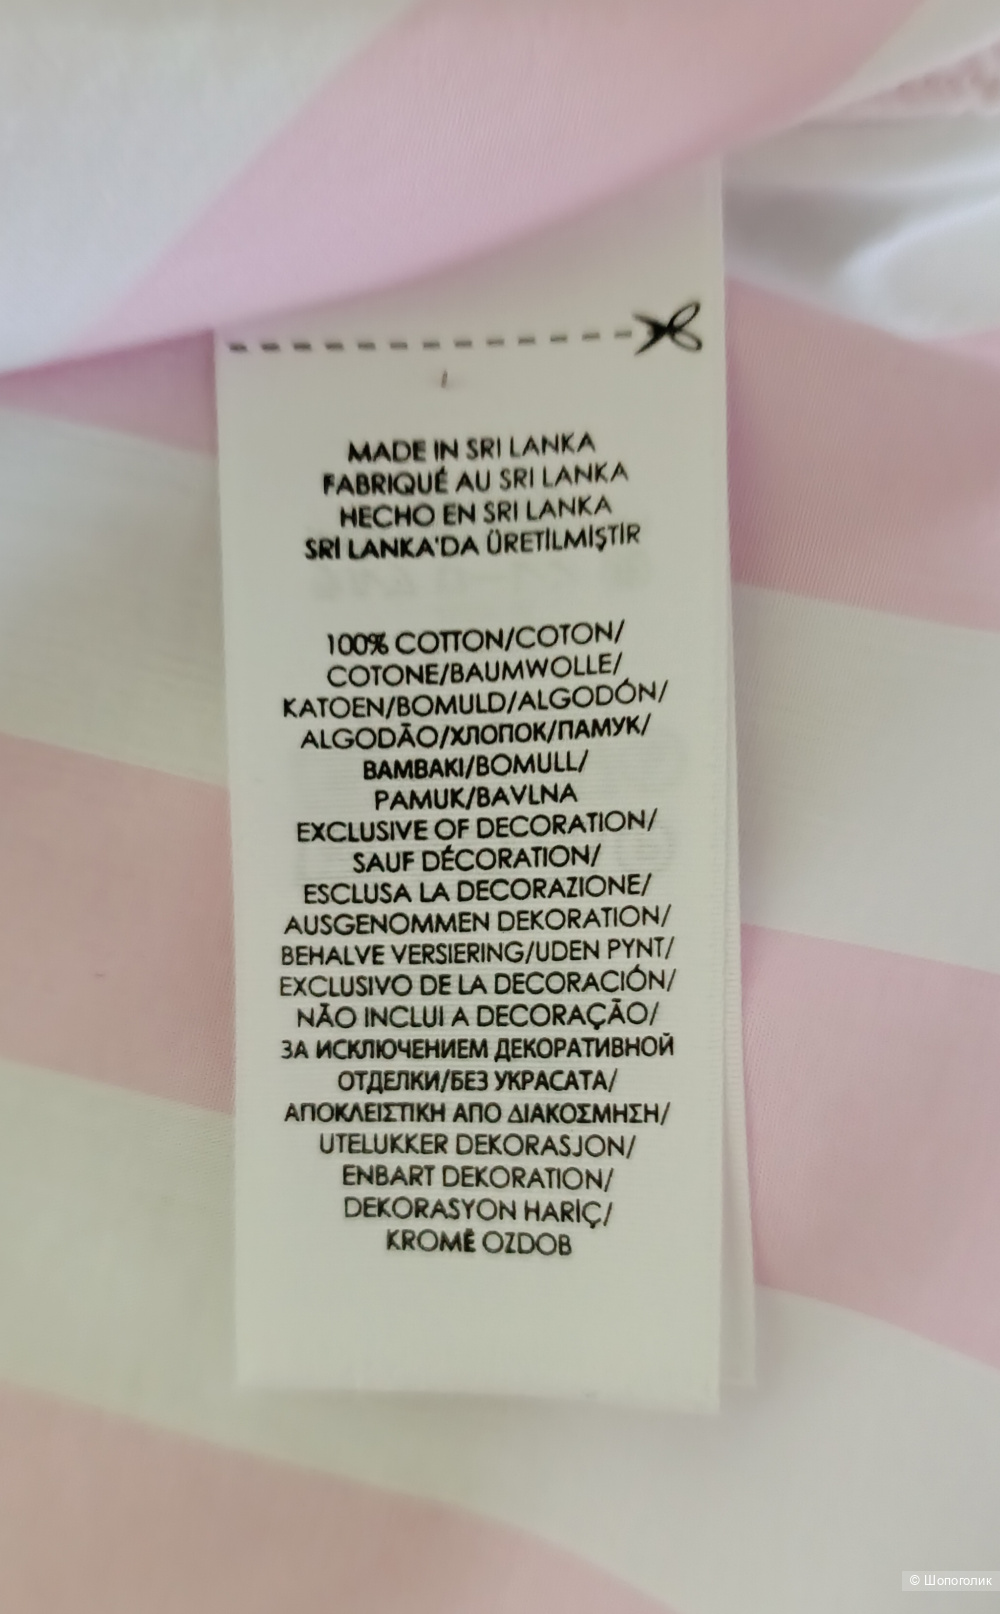 MADE IN SRI LANKA
FABRIQUÉ AU SRI LANKA
HECHO EN SRI LANKA
SRİ LANKA'DA ÜRETİLMİŞTİR
100% COTTON/COTON/
COTONE/BAUMWOLLE/
KATOEN/BOMULD/ALGODÓN/
ALGODÃO/ХЛОПОК/ПАМУК/
BAMBAKI/BOMULL/
PAMUK/BAVLNA
EXCLUSIVE OF DECORATION/
SAUF DÉCORATION/
ESCLUSA LA DECORAZIONE/
AUSGENOMMEN DEKORATION/
BEHALVE VERSIERING/UDEN PYNT/
EXCLUSIVO DE LA DECORACIÓN/
NÃO INCLUI A DECORAÇÃO/
ЗА ИСКЛЮЧЕНИЕМ ДЕКОРАТИВНОЙ
ОТДЕЛКИ/БЕЗ УКРАСАТА/
ΑΠΟΚΛΕΙΣΤΙΚΗ ΑΠΟ ΔΙΑΚΟΣΜΗΣΗ/
UTELUKKER DEKORASJON/
ENBART DEKORATION/
DEKORASYON HARİÇ/
KROMĚ OZDOB
© Шопоголик